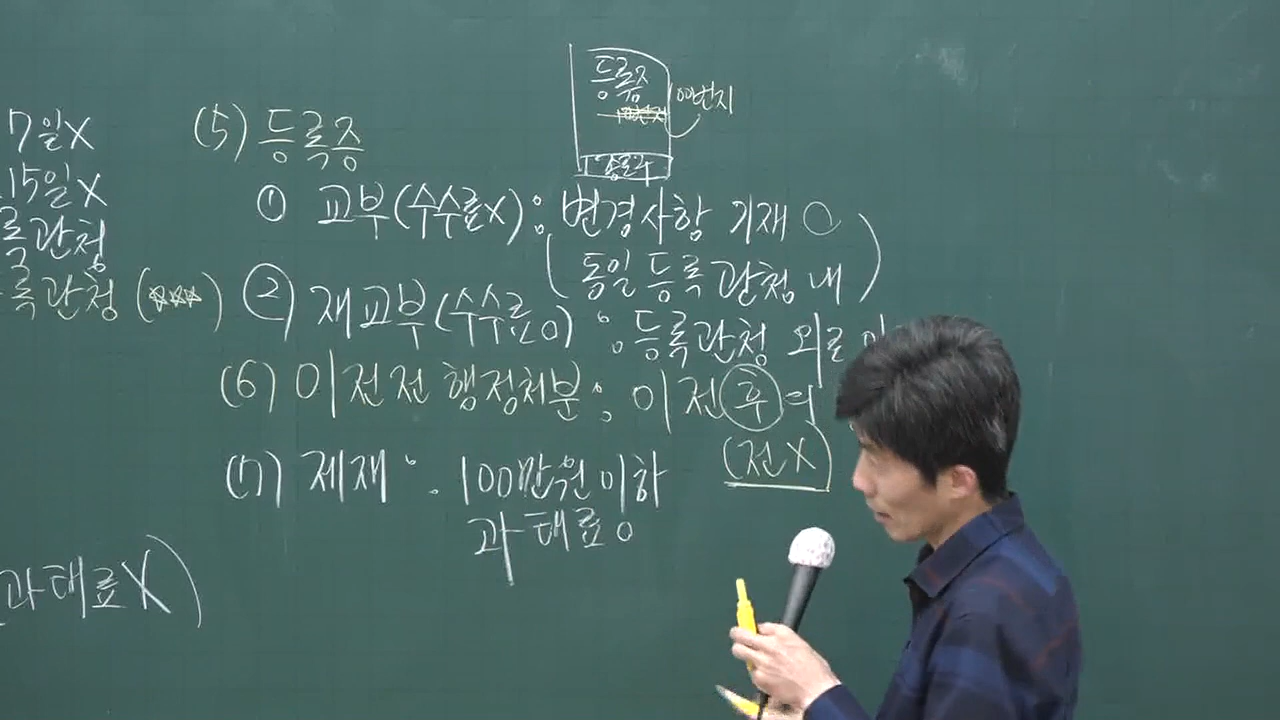 등록증
00번지
종로구
7일X
15일X
록관청
록관청 (☆☆☆)
(5) 등록증
① 교부(수수료X) : 변경사항 기재 ○
(동일 등록관청 내)
② 재교부(수수료○) : 등록관청 외로 이
(6) 이전 전 행정처분 : 이전 후의
(전X)
(7) 제재 : 100만원 이하
과태료○
과태료X)